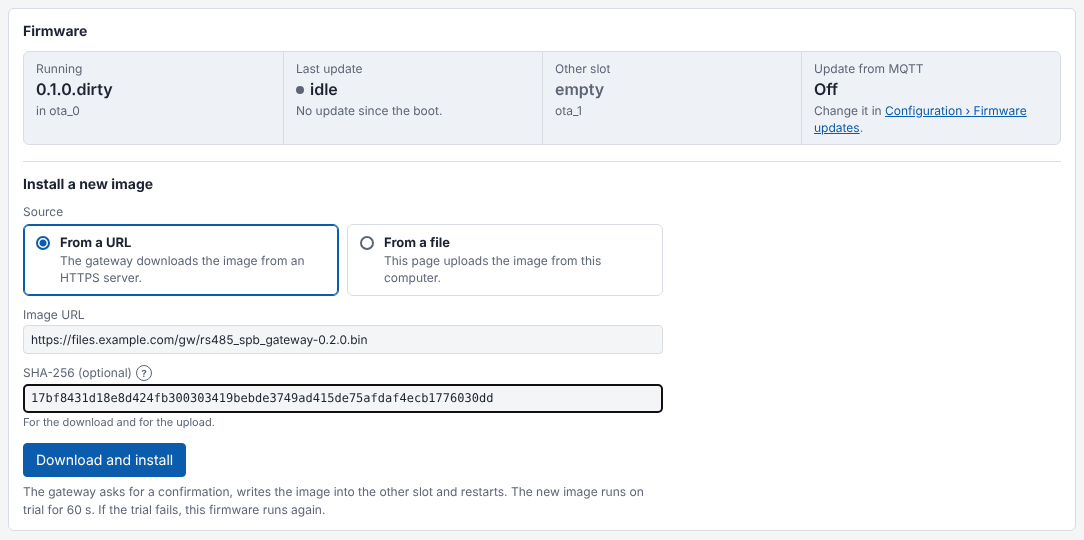 Firmware
Running
0.1.0.dirty
in ota_0
Last update
idle
No update since the boot.
Other slot
empty
ota_1
Update from MQTT
Off
Change it in Configuration › Firmware
updates.
Install a new image
Source
From a URL
The gateway downloads the image from an
HTTPS server.
From a file
This page uploads the image from this
computer.
Image URL
https://files.example.com/gw/rs485_spb_gateway-0.2.0.bin
SHA-256 (optional) ?
17bf8431d18e8d424fb300303419bebde3749ad415de75afdaf4ecb1776030dd
For the download and for the upload.
Download and install
The gateway asks for a confirmation, writes the image into the other slot and restarts. The new image runs on
trial for 60 s. If the trial fails, this firmware runs again.